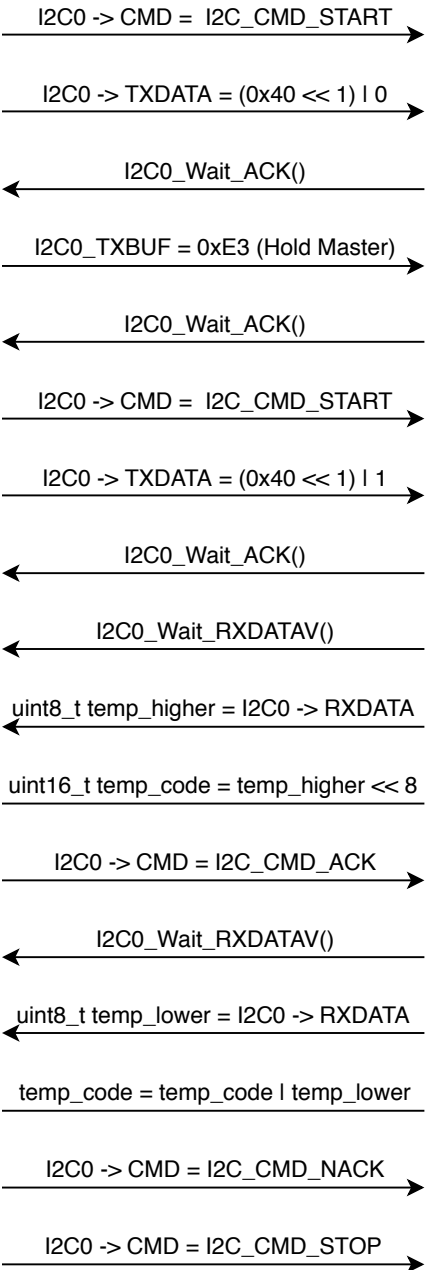 I2C0 -> CMD = I2C_CMD_START
I2C0 -> TXDATA = (0x40 << 1) | 0
I2C0_Wait_ACK()
I2C0_TXBUF = 0xE3 (Hold Master)
I2C0_Wait_ACK()
I2C0 -> CMD = I2C_CMD_START
I2C0 -> TXDATA = (0x40 << 1) | 1
I2C0_Wait_ACK()
I2C0_Wait_RXDATAV()
uint8_t temp_higher = I2C0 -> RXDATA
uint16_t temp_code = temp_higher << 8
I2C0 -> CMD = I2C_CMD_ACK
I2C0_Wait_RXDATAV()
uint8_t temp_lower = I2C0 -> RXDATA
temp_code = temp_code | temp_lower
I2C0 -> CMD = I2C_CMD_NACK
I2C0 -> CMD = I2C_CMD_STOP